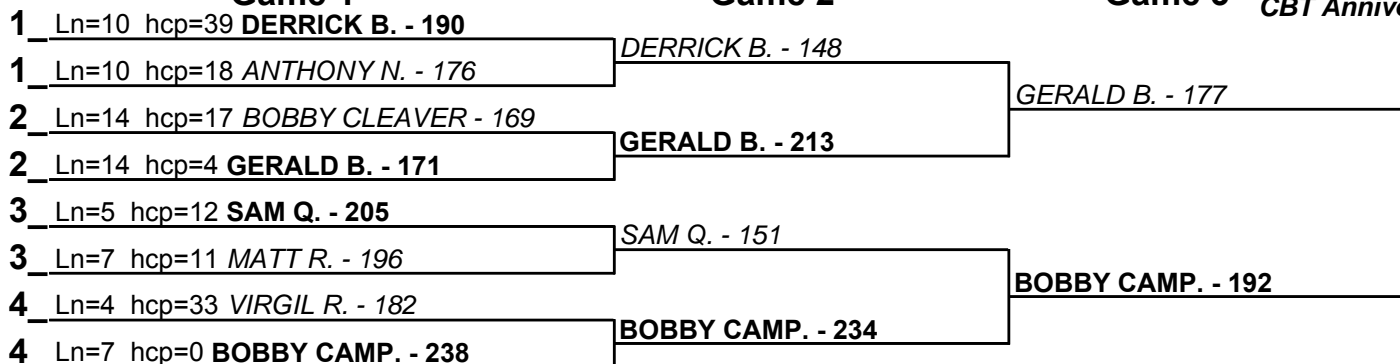 CBT Annive
1_ Ln=10 hcp=39 DERRICK B. - 190
DERRICK B. - 148
1_ Ln=10 hcp=18 ANTHONY N. - 176
GERALD B. - 177
2_ Ln=14 hcp=17 BOBBY CLEAVER - 169
GERALD B. - 213
2_ Ln=14 hcp=4 GERALD B. - 171
3_ Ln=5 hcp=12 SAM Q. - 205
SAM Q. - 151
3_ Ln=7 hcp=11 MATT R. - 196
BOBBY CAMP. - 192
4_ Ln=4 hcp=33 VIRGIL R. - 182
BOBBY CAMP. - 234
4 Ln=7 hcp=0 BOBBY CAMP. - 238